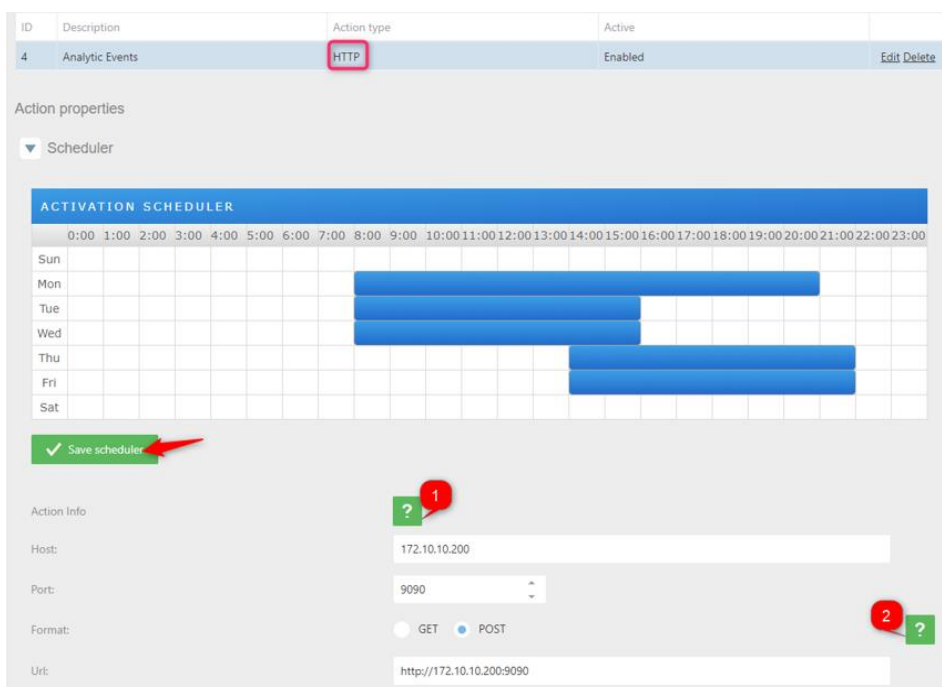 ID Description Action type Active
4 Analytic Events HTTP Enabled Edit Delete
Action properties
Scheduler
ACTIVATION SCHEDULER
0:00 1:00 2:00 3:00 4:00 5:00 6:00 7:00 8:00 9:00 10:00 11:00 12:00 13:00 14:00 15:00 16:00 17:00 18:00 19:00 20:00 21:00 22:00 23:00
Sun
Mon
Tue
Wed
Thu
Fri
Sat
Save scheduler
1
Action Info ?
Host: 172.10.10.200
Port: 9090
2
Format: GET POST ?
Url: http://172.10.10.200:9090